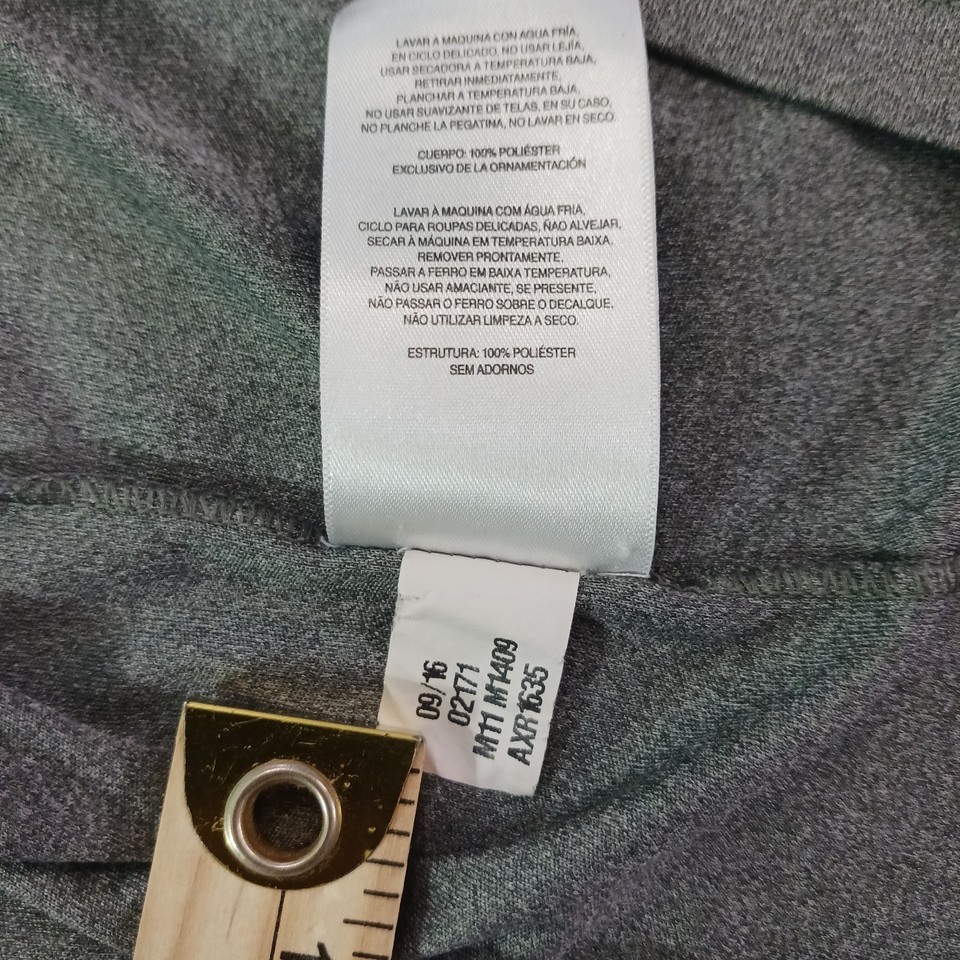 LAVAR A MAQUINA CON AGUA FRÍA,
EN CICLO DELICADO, NO USAR LEJÍA,
USAR SECADORA A TEMPERATURA BAJA,
RETIRAR INMEDIATAMENTE,
PLANCHAR A TEMPERATURA BAJA,
NO USAR SUAVIZANTE DE TELAS, EN SU CASO,
NO PLANCHE LA PEGATINA, NO LAVAR EN SECO.
CUERPO: 100% POLIÉSTER
EXCLUSIVO DE LA ORNAMENTACIÓN
LAVAR À MAQUINA COM ÁGUA FRIA,
CICLO PARA ROUPAS DELICADAS, ÑAO ALVEJAR,
SECAR À MÁQUINA EM TEMPERATURA BAIXA,
REMOVER PRONTAMENTE,
PASSAR A FERRO EM BAIXA TEMPERATURA,
NÃO USAR AMACIANTE, SE PRESENTE,
NÃO PASSAR O FERRO SOBRE O DECALQUE,
NÃO UTILIZAR LIMPEZA A SECO.
ESTRUTURA: 100% POLIÉSTER
SEM ADORNOS
09/16
02171
M11 M1409
AXR1635
1